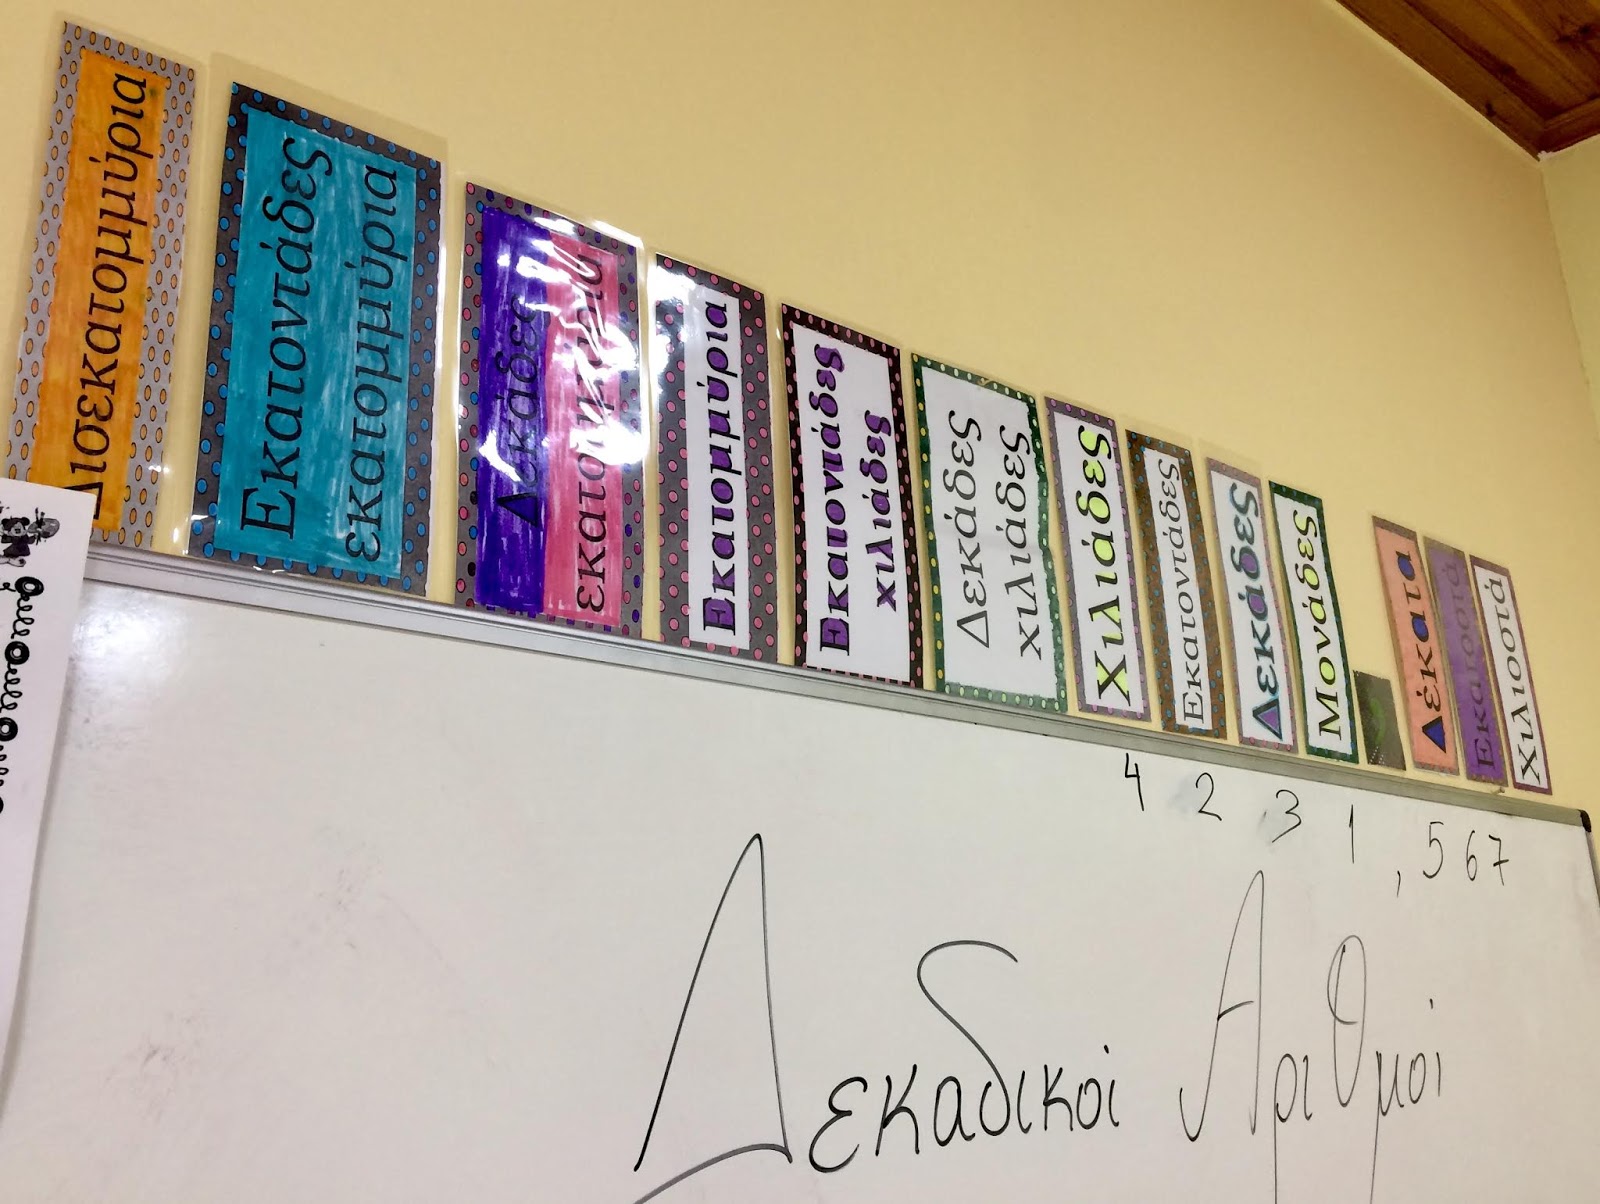 Δισεκατομμύρια
Εκατοντάδες
εκατομμύρια
Δεκάδες
εκατομμύρια
Εκατομμύρια
Εκατοντάδες
χιλιάδες
Δεκάδες
χιλιάδες
Χιλιάδες
Εκατοντάδες
Δεκάδες
Μονάδες
Δέκατα
Εκατοστά
Χιλιοστά
4 2 3 1 , 5 6 7
Δεκαδικοί Αριθμοί